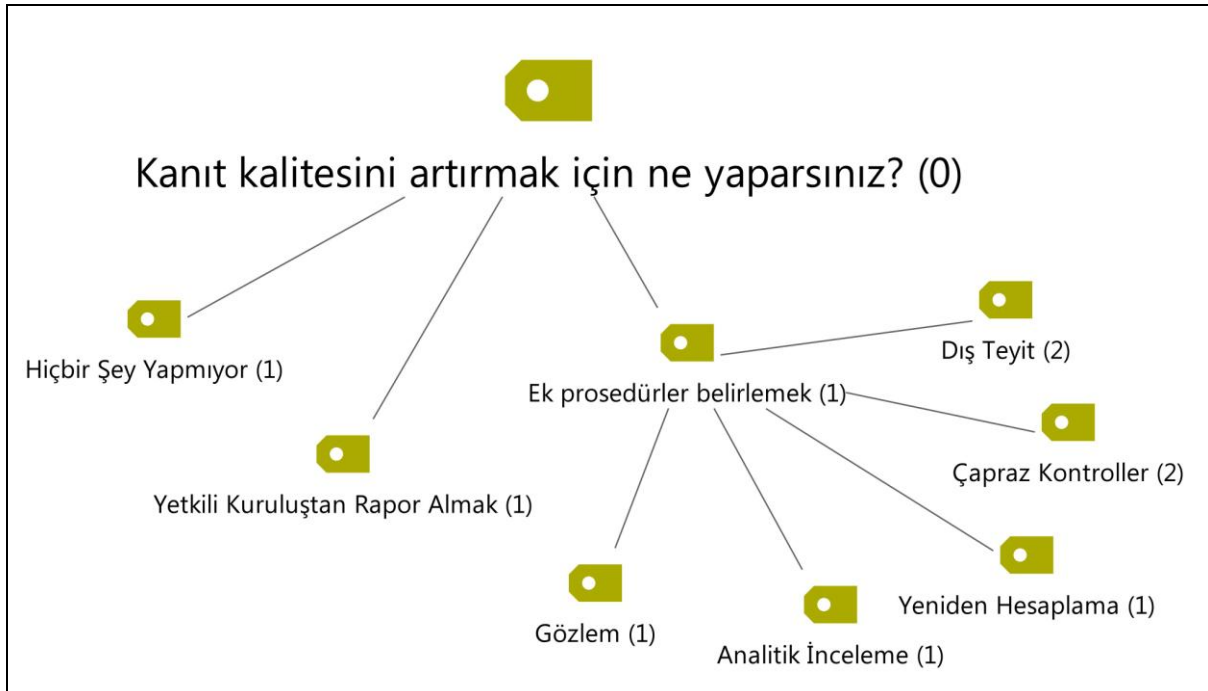 Kanıt kalitesini artırmak için ne yaparsınız? (0)
Hiçbir Şey Yapmıyor (1)
Yetkili Kuruluştan Rapor Almak (1)
Ek prosedürler belirlemek (1)
Dış Teyit (2)
Çapraz Kontroller (2)
Yeniden Hesaplama (1)
Analitik İnceleme (1)
Gözlem (1)